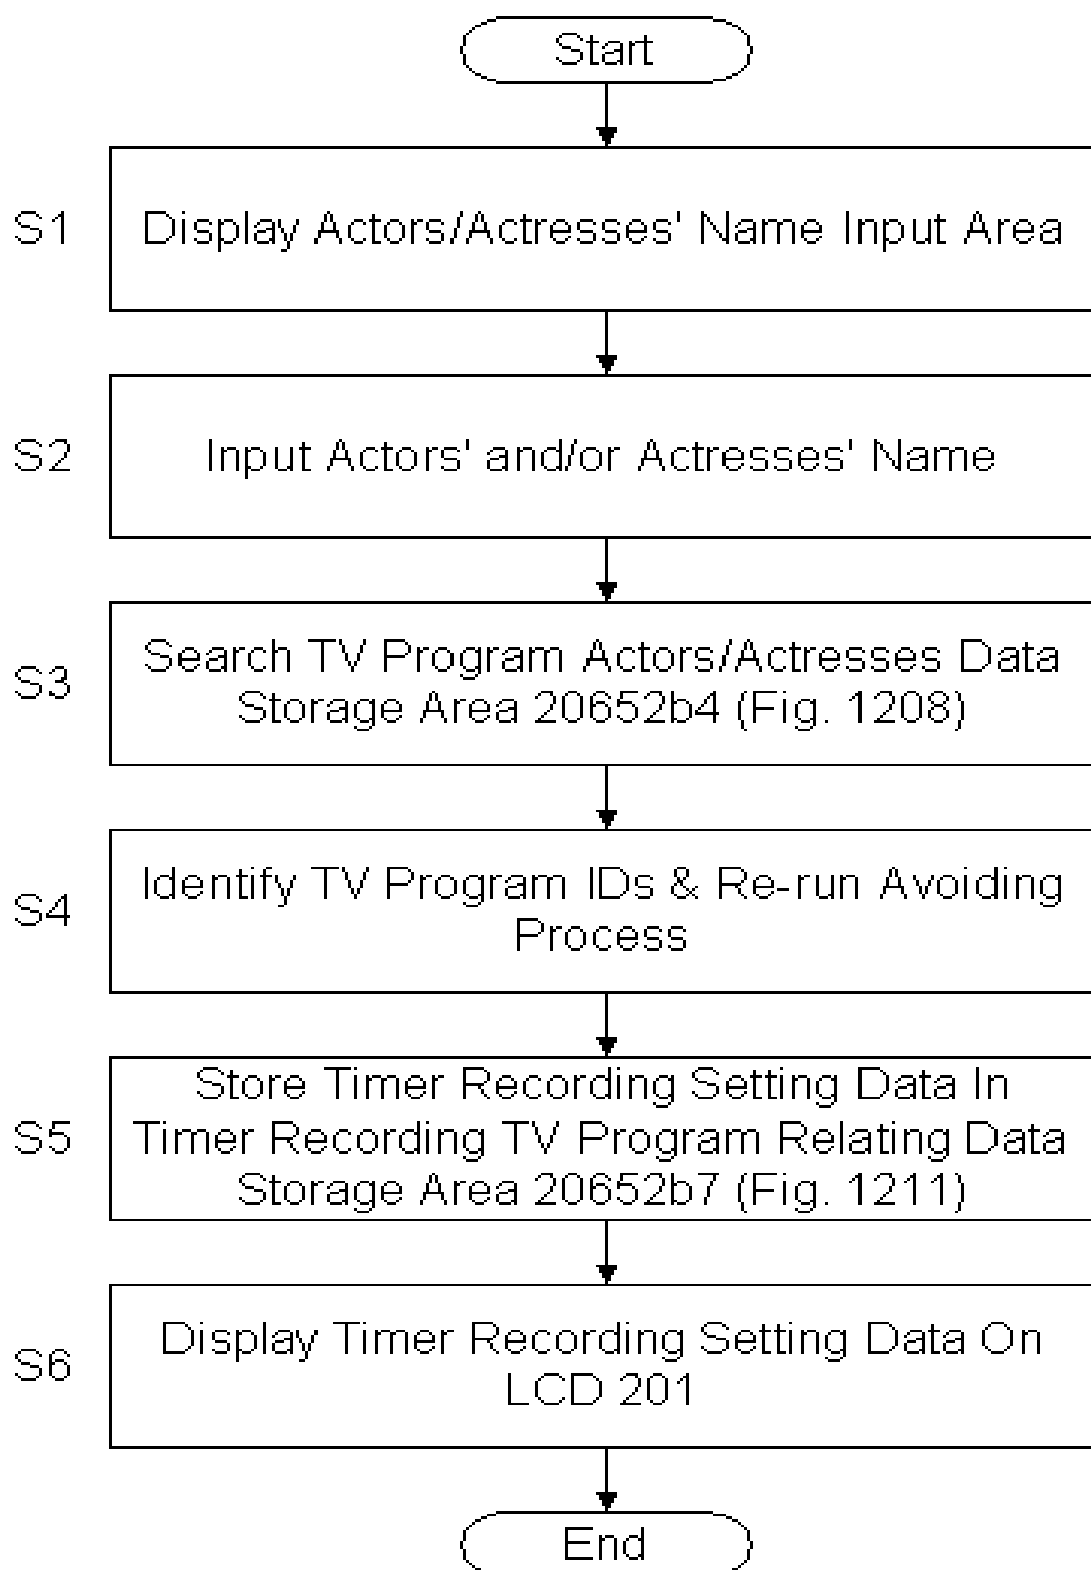 Start
S1
Display Actors/Actresses' Name Input Area
S2
Input Actors' and/or Actresses' Name
S3
Search TV Program Actors/Actresses Data
Storage Area 20652b4 (Fig. 1208)
S4
Identify TV Program IDs & Re-run Avoiding
Process
S5
Store Timer Recording Setting Data In
Timer Recording TV Program Relating Data
Storage Area 20652b7 (Fig. 1211)
S6
Display Timer Recording Setting Data On
LCD 201
End